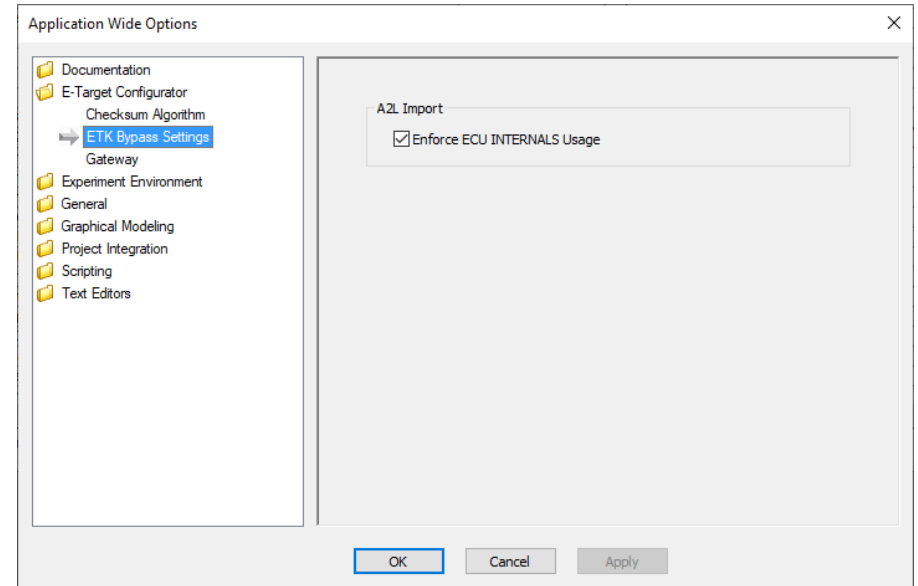 Application Wide Options
Documentation
E-Target Configurator
Checksum Algorithm
ETK Bypass Settings
Gateway
Experiment Environment
General
Graphical Modeling
Project Integration
Scripting
Text Editors
A2L Import
Enforce ECU INTERNALS Usage
OK
Cancel
Apply